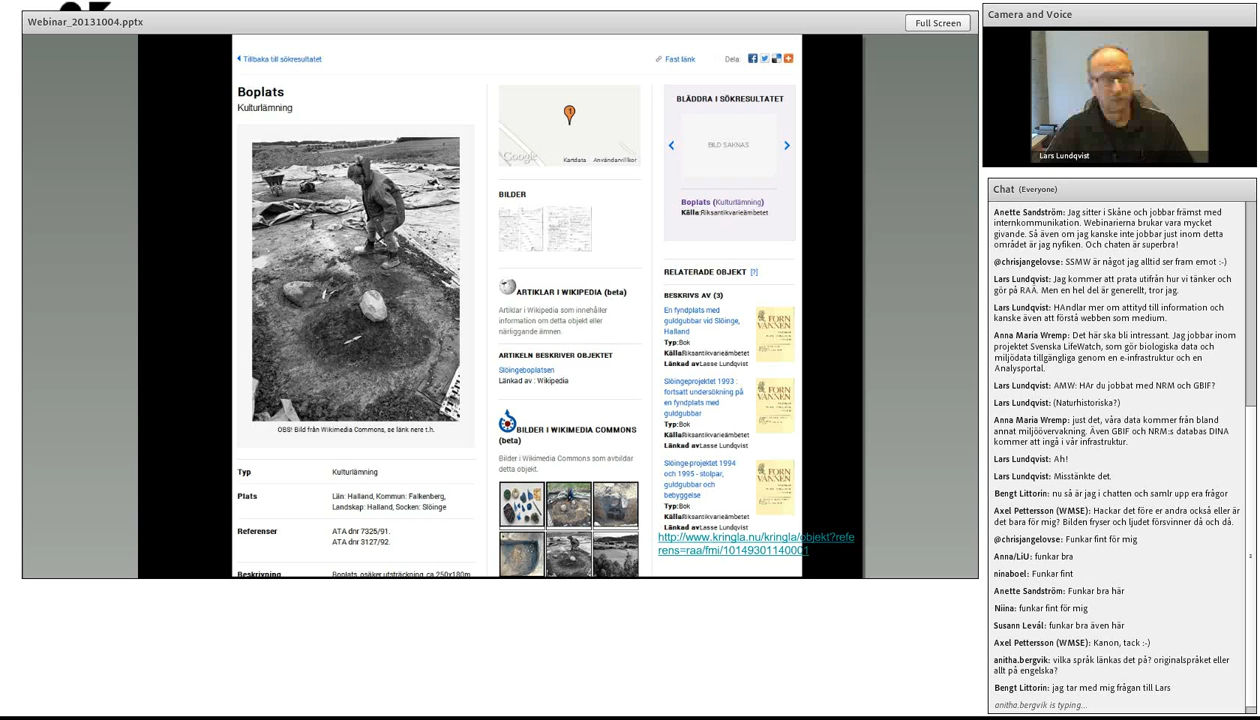 Webinar_20131004.pptx
Full Screen
Tillbaka till sökresultatet
Fast länk
Dela
Boplats
Kulturlämning
OBS! Bild från Wikimedia Commons, se länk nere t.h.
Typ
Kulturlämning
Plats
Län: Halland, Kommun: Falkenberg,
Landskap: Halland, Socken: Slöinge
Referenser
ATA dnr 7325/91.
ATA dnr 3127/92.
Beskrivning
Boplats, osäker utsträckning, ca 250x180m
Google
Kartdata
Användarvillkor
BILDER
ARTIKLAR I WIKIPEDIA (beta)
Artiklar i Wikipedia som innehåller
information om detta objekt eller
närliggande ämnen.
ARTIKELN BESKRIVER OBJEKTET
Slöingeboplatsen
Länkad av : Wikipedia
BILDER I WIKIMEDIA COMMONS
(beta)
Bilder i Wikimedia Commons som avbildar
detta objekt.
BLÄDDRA I SÖKRESULTATET
BILD SAKNAS
Boplats (Kulturlämning)
Källa:Riksantikvarieämbetet
RELATERADE OBJEKT [?]
BESKRIVS AV (3)
En fyndplats med
guldgubbar vid Slöinge,
Halland
Typ:Bok
Källa:Riksantikvarieämbetet
Länkad av:Lasse Lundqvist
FORN
VÄNNEN
Slöingeprojektet 1993 :
fortsatt undersökning på
en fyndplats med
guldgubbar
Typ:Bok
Källa:Riksantikvarieämbetet
Länkad av:Lasse Lundqvist
FORN
VÄNNEN
Slöingeprojektet 1994
och 1995 - stolpar,
guldgubbar och
bebyggelse
Typ:Bok
Källa:Riksantikvarieämbetet
Länkad av:Lasse Lundqvist
FORN
VÄNNEN
http://www.kringla.nu/kringla/objekt?refe
rens=raa/fmi/10149301140001
Camera and Voice
Lars Lundqvist
Chat (Everyone)
Anette Sandström: Jag sitter i Skåne och jobbar främst med
internkommunikation. Webinarierna brukar vara mycket
givande. Så även om jag kanske inte jobbar just inom detta
området är jag nyfiken. Och chaten är superbra!
@chrisjangelovse: SSMW är något jag alltid ser fram emot :-)
Lars Lundqvist: Jag kommer att prata utifrån hur vi tänker och
gör på RAÄ. Men en hel del är generellt, tror jag.
Lars Lundqvist: HAndlar mer om attityd till information och
kanske även att förstå webben som medium.
Anna Maria Wremp: Det här ska bli intressant. Jag jobbar inom
projektet Svenska LifeWatch, som gör biologiska data och
miljödata tillgängliga genom en e-infrastruktur och en
Analysportal.
Lars Lundqvist: AMW: HAr du jobbat med NRM och GBIF?
Lars Lundqvist: (Naturhistoriska?)
Anna Maria Wremp: just det, våra data kommer från bland
annat miljöövervakning. Även GBIF och NRM:s databas DINA
kommer att ingå i vår infrastruktur.
Lars Lundqvist: Ah!
Lars Lundqvist: Misstänkte det.
Bengt Littorin: nu så är jag i chatten och samlr upp era frågor
Axel Pettersson (WMSE): Hackar det före er andra också eller är
det bara för mig? Bilden fryser och ljudet försvinner då och då.
@chrisjangelovse: Funkar fint för mig
Anna/LiU: funkar bra
ninaboel: Funkar fint
Anette Sandström: Funkar bra här
Niina: funkar fint för mig
Susann Levál: funkar bra även här
Axel Pettersson (WMSE): Kanon, tack :-)
anitha.bergvik: vilka språk länkas det på? originalspråket eller
allt på engelska?
Bengt Littorin: jag tar med mig frågan till Lars
anitha.bergvik is typing...